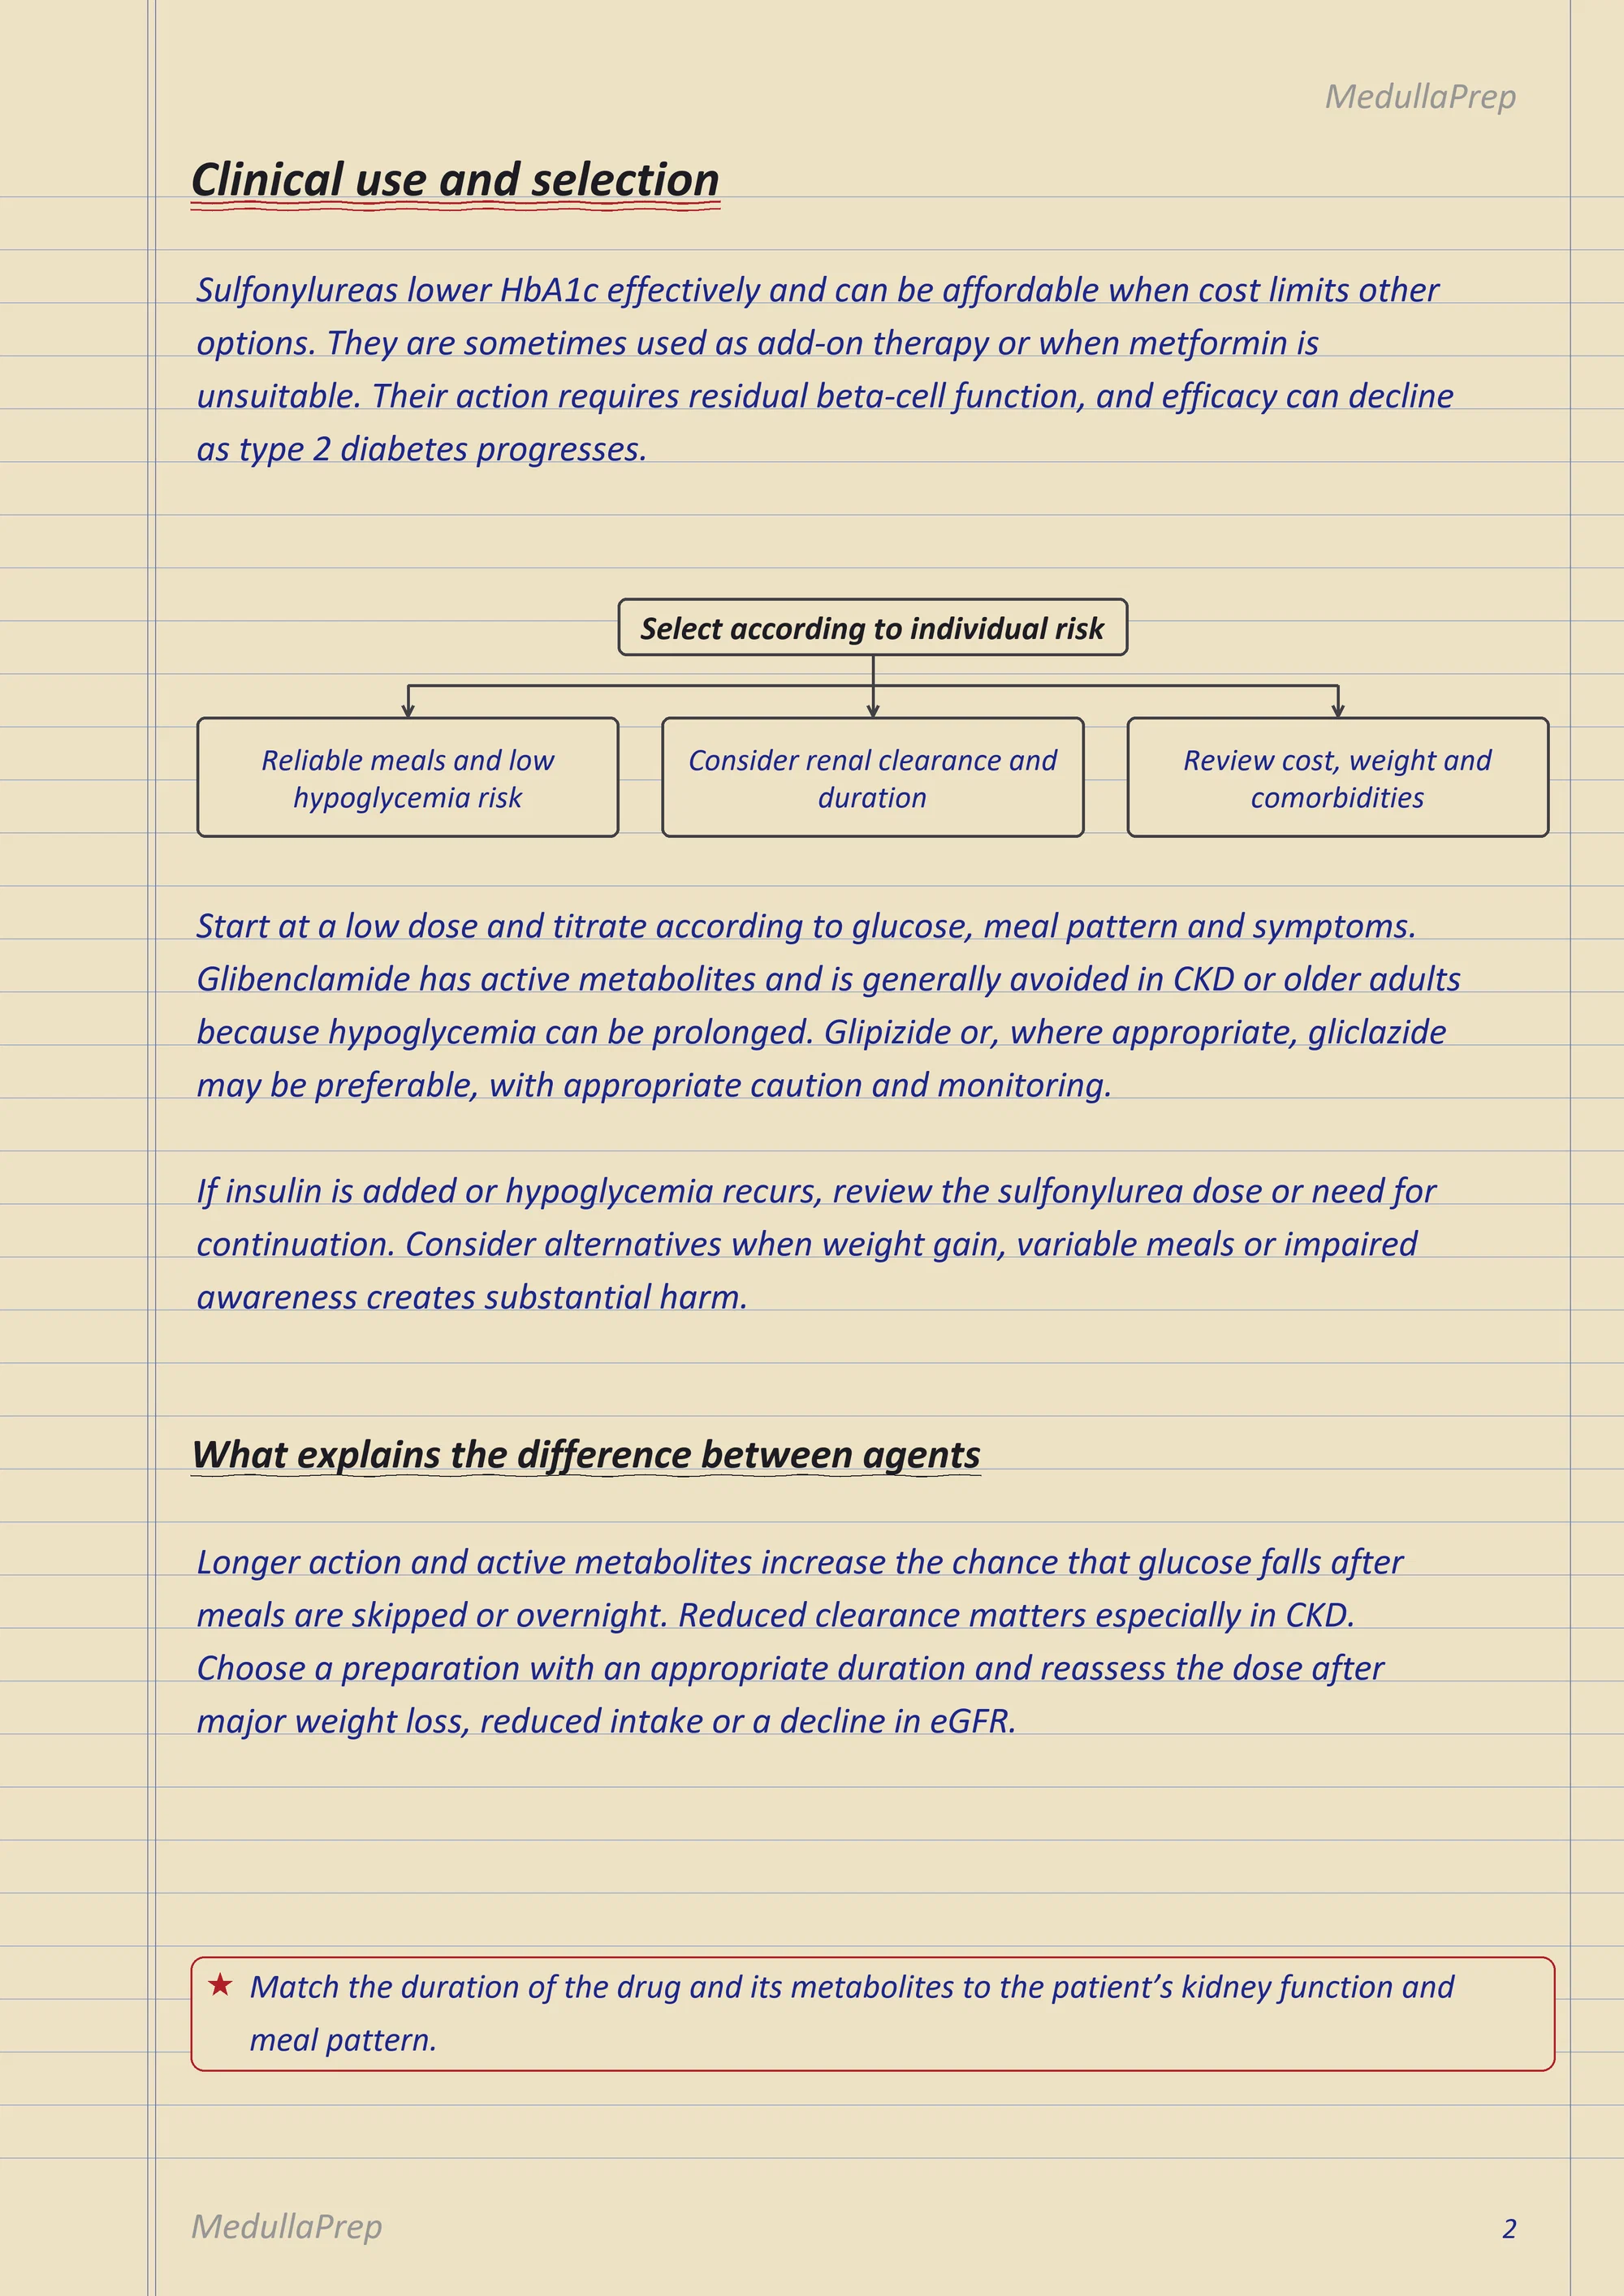 MedullaPrep
Clinical use and selection
Sulfonylureas lower HbA1c effectively and can be affordable when cost limits other
options. They are sometimes used as add-on therapy or when metformin is
unsuitable. Their action requires residual beta-cell function, and efficacy can decline
as type 2 diabetes progresses.
Select according to individual risk
Reliable meals and low
hypoglycemia risk
Consider renal clearance and
duration
Review cost, weight and
comorbidities
Start at a low dose and titrate according to glucose, meal pattern and symptoms.
Glibenclamide has active metabolites and is generally avoided in CKD or older adults
because hypoglycemia can be prolonged. Glipizide or, where appropriate, gliclazide
may be preferable, with appropriate caution and monitoring.
If insulin is added or hypoglycemia recurs, review the sulfonylurea dose or need for
continuation. Consider alternatives when weight gain, variable meals or impaired
awareness creates substantial harm.
What explains the difference between agents
Longer action and active metabolites increase the chance that glucose falls after
meals are skipped or overnight. Reduced clearance matters especially in CKD.
Choose a preparation with an appropriate duration and reassess the dose after
major weight loss, reduced intake or a decline in eGFR.
★ Match the duration of the drug and its metabolites to the patient’s kidney function and
meal pattern.
MedullaPrep
2